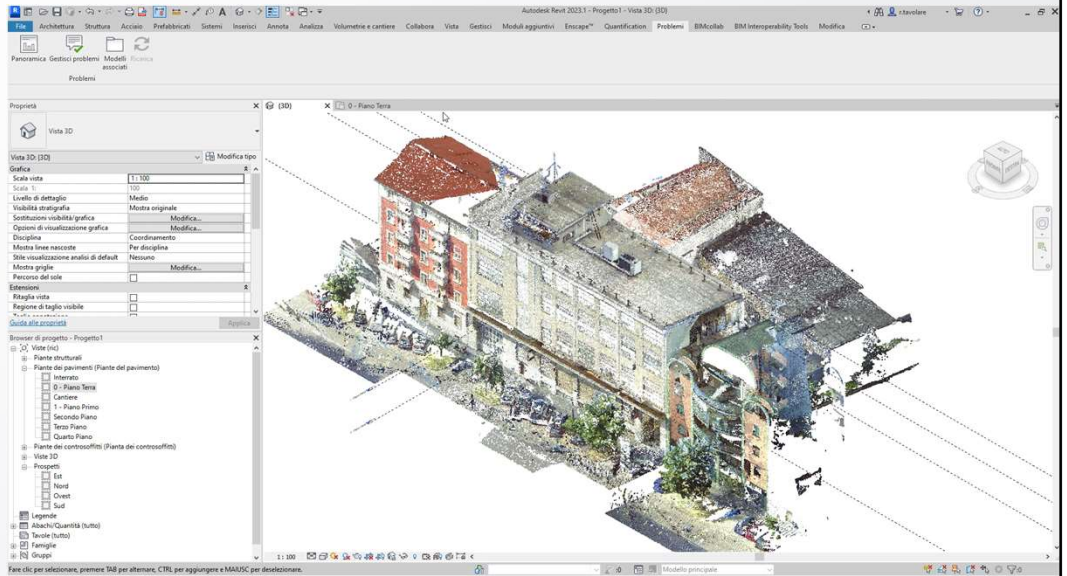 Autodesk Revit 2023.1 - Progetto1 - Vista 3D: {3D}
r.tavolare
File Architettura Struttura Acciaio Prefabbricati Sistemi Inserisci Annota Analizza Volumetrie e cantiere Collabora Vista Gestisci Moduli aggiuntivi Enscape™ Quantification Problemi BIMcollab BIM Interoperability Tools Modifica
Panoramica Gestisci problemi Modelli associati Ricarica
Problemi
Proprietà
{3D}
0 - Piano Terra
Vista 3D
Vista 3D: {3D} Modifica tipo
Grafica
Scala vista 1 : 100
Scala 1: 100
Livello di dettaglio Medio
Visibilità stratigrafia Mostra originale
Sostituzioni visibilità/grafica Modifica...
Opzioni di visualizzazione grafica Modifica...
Disciplina Coordinamento
Mostra linee nascoste Per disciplina
Stile visualizzazione analisi di default Nessuno
Mostra griglie Modifica...
Percorso del sole
Estensioni
Ritaglia vista
Regione di taglio visibile
Guida alle proprietà Applica
Browser di progetto - Progetto1
Viste (ric)
Piante strutturali
Piante dei pavimenti (Piante del pavimento)
Interrato
0 - Piano Terra
Cantiere
1 - Piano Primo
Secondo Piano
Terzo Piano
Quarto Piano
Piante dei controsoffitti (Pianta dei controsoffitti)
Viste 3D
Prospetti
Est
Nord
Ovest
Sud
Legende
Abachi/Quantità (tutto)
Tavole (tutto)
Famiglie
Gruppi
1 : 100
Fare clic per selezionare, premere TAB per alternare, CTRL per aggiungere e MAIUSC per deselezionare.
:0
Modello principale
:0